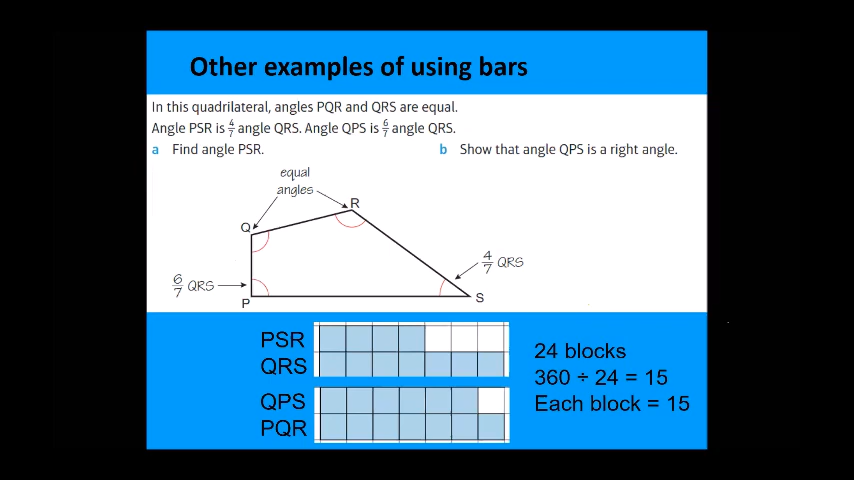 Other examples of using bars
In this quadrilateral, angles PQR and QRS are equal.
Angle PSR is 4/7 angle QRS. Angle QPS is 6/7 angle QRS.
a Find angle PSR.
b Show that angle QPS is a right angle.
equal
angles
R
Q
4/7 QRS
6/7 QRS
P
S
PSR
QRS
QPS
PQR
24 blocks
360 ÷ 24 = 15
Each block = 15